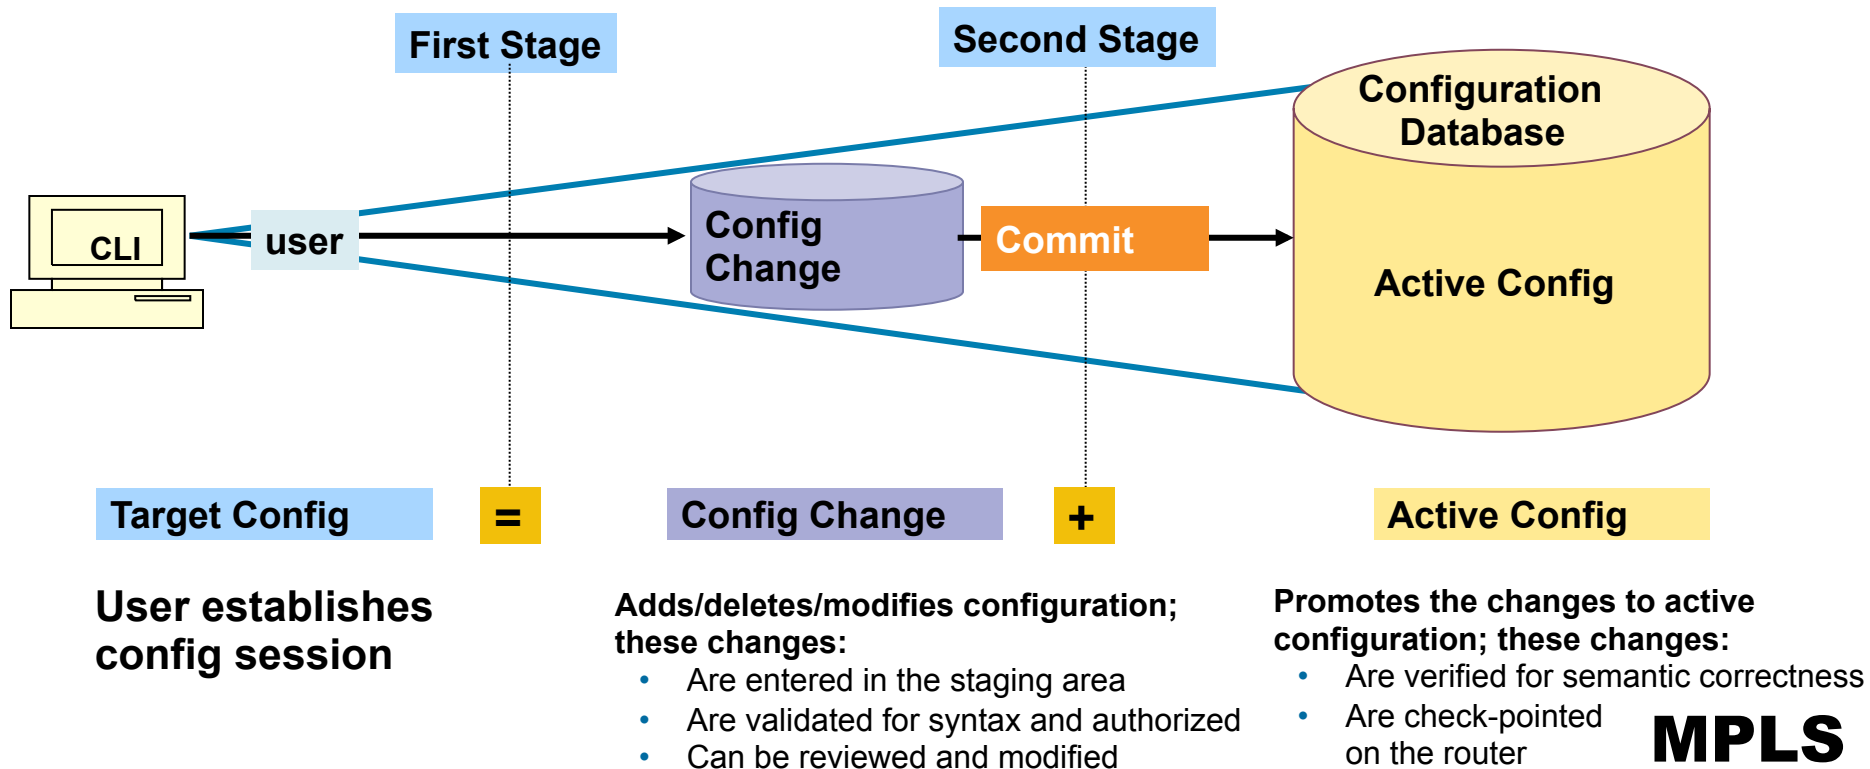 First Stage
Second Stage
Configuration
Database
CLI
user
Config
Change
Commit
Active Config
Target Config
=
Config Change
+
Active Config
User establishes
config session
Adds/deletes/modifies configuration;
these changes:
• Are entered in the staging area
• Are validated for syntax and authorized
• Can be reviewed and modified
Promotes the changes to active
configuration; these changes:
• Are verified for semantic correctness
• Are check-pointed
on the router
MPLS